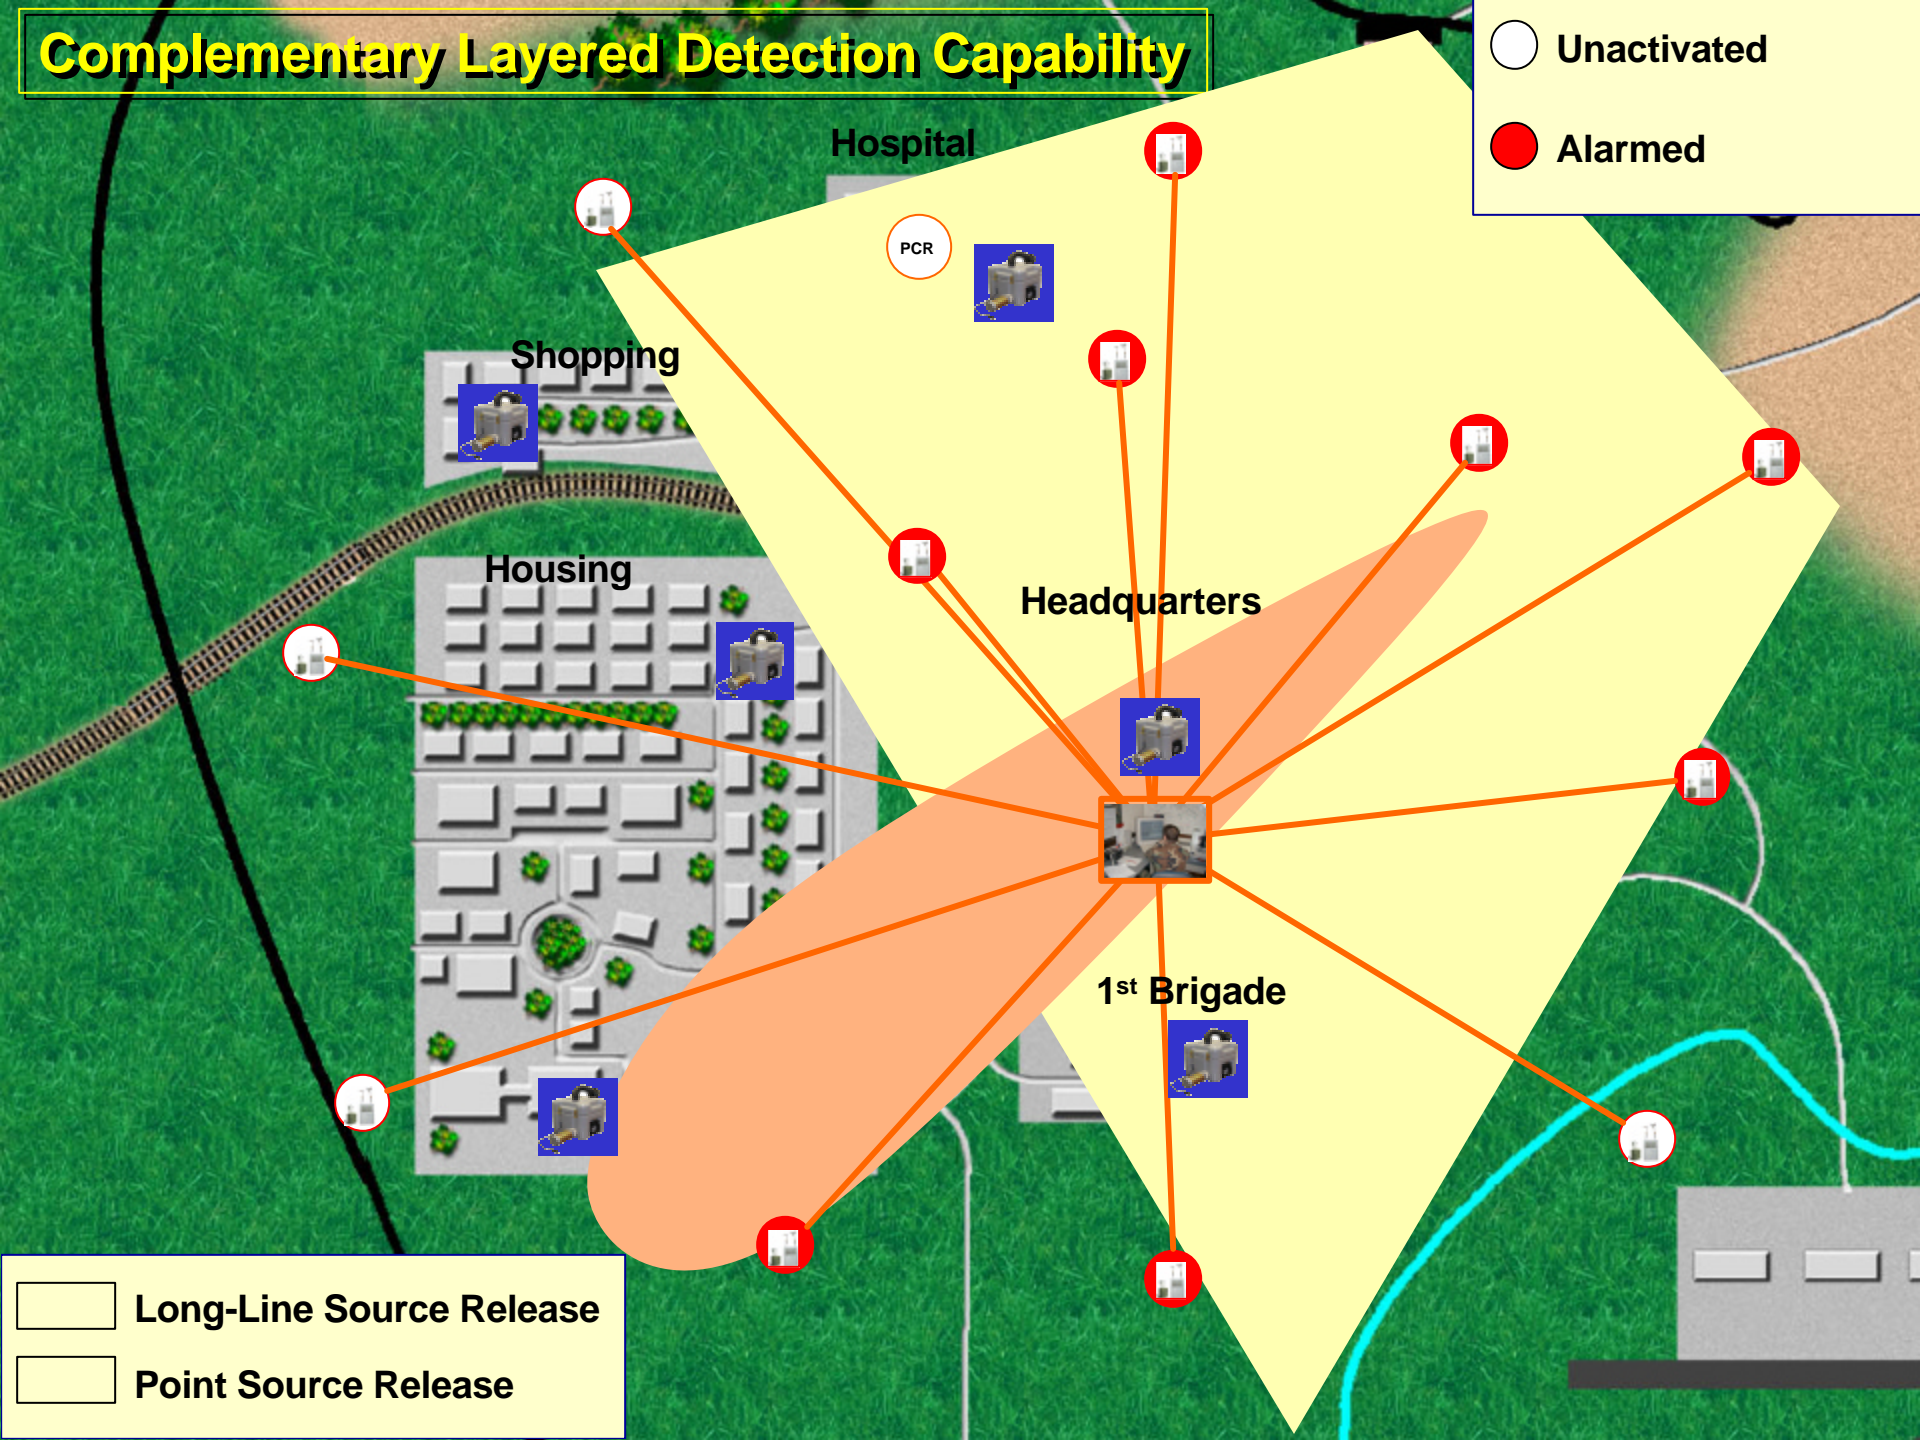 Complementary Layered Detection Capability
Unactivated
Alarmed
Hospital
PCR
Shopping
Housing
Headquarters
1st Brigade
Long-Line Source Release
Point Source Release